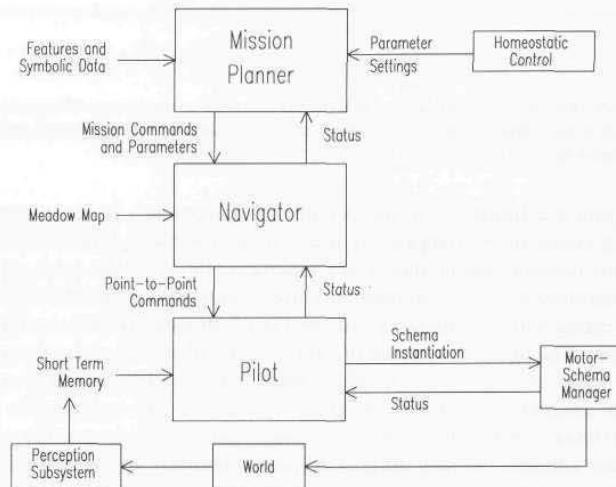 Mission
Planner
Features and
Symbolic Data
Parameter
Settings
Homeostatic
Control
Mission Commands
and Parameters
Status
Navigator
Meadow Map
Point-to-Point
Commands
Status
Pilot
Short Term
Memory
Schema
Instantiation
Status
Motor-
Schema
Manager
Perception
Subsystem
World